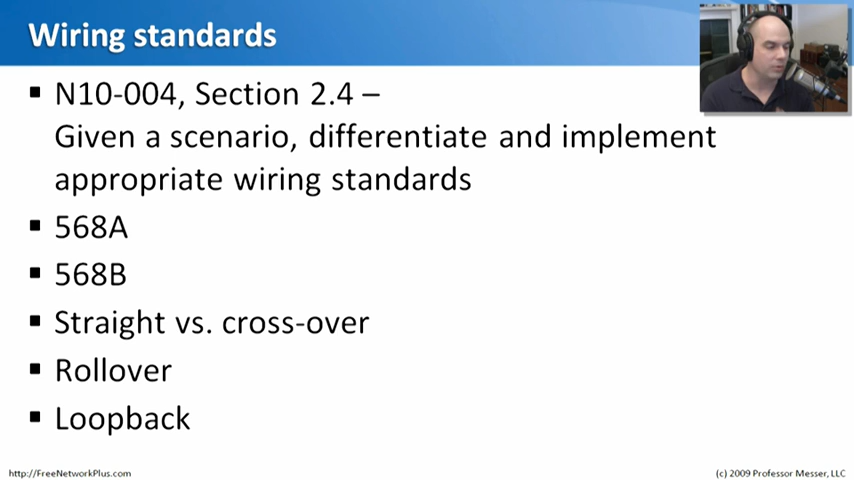 Wiring standards
N10-004, Section 2.4 –
Given a scenario, differentiate and implement
appropriate wiring standards
568A
568B
Straight vs. cross-over
Rollover
Loopback
http://FreeNetworkPlus.com
(c) 2009 Professor Messer, LLC